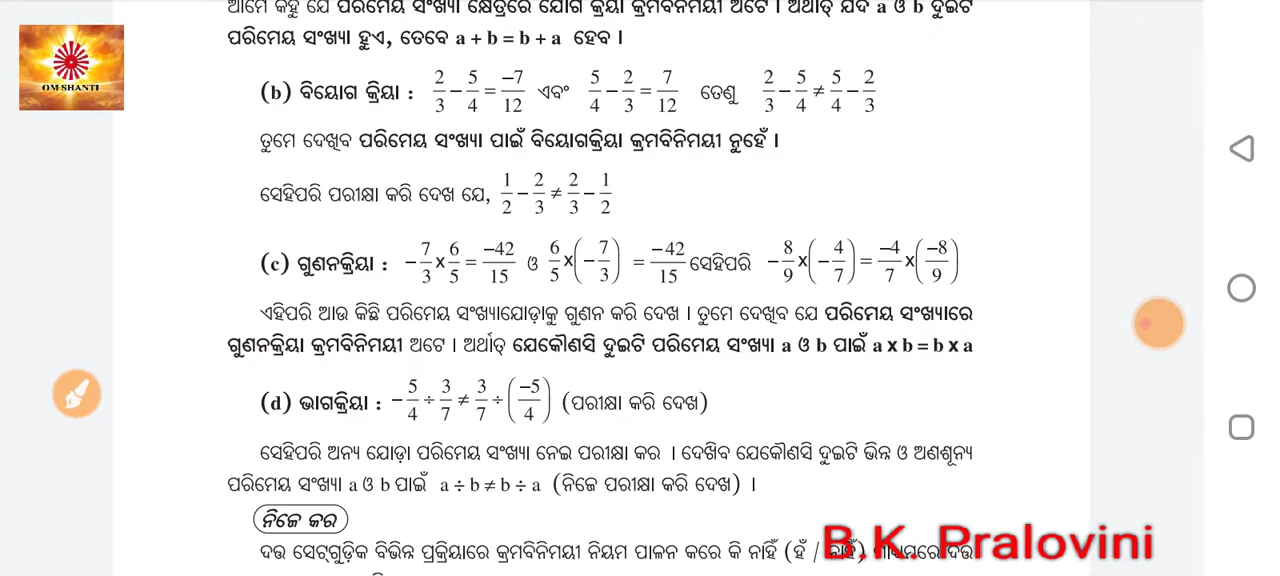 ଆମେ କହୁ ଯେ ପରିମେୟ ସଂଖ୍ୟା କ୍ଷେତ୍ରରେ ଯୋଗ କ୍ରିୟା କ୍ରମବିନିମୟୀ ଅଟେ । ଅର୍ଥାତ୍ ଯଦି a ଓ b ଦୁଇଟି
ପରିମେୟ ସଂଖ୍ୟା ହୁଏ, ତେବେ a + b = b + a ହେବ ।
OM SHANTI
(b) ବିୟୋଗ କ୍ରିୟା : 2/3 − 5/4 = −7/12 ଏବଂ 5/4 − 2/3 = 7/12 ତେଣୁ 2/3 − 5/4 ≠ 5/4 − 2/3
ତୁମେ ଦେଖିବ ପରିମେୟ ସଂଖ୍ୟା ପାଇଁ ବିୟୋଗକ୍ରିୟା କ୍ରମବିନିମୟୀ ନୁହେଁ ।
ସେହିପରି ପରୀକ୍ଷା କରି ଦେଖ ଯେ, 1/2 − 2/3 ≠ 2/3 − 1/2
(c) ଗୁଣନକ୍ରିୟା : −7/3 x 6/5 = −42/15 ଓ 6/5 x (−7/3) = −42/15 ସେହିପରି −8/9 x (−4/7) = −4/7 x (−8/9)
ଏହିପରି ଆଉ କିଛି ପରିମେୟ ସଂଖ୍ୟାଯୋଡ଼ାକୁ ଗୁଣନ କରି ଦେଖ । ତୁମେ ଦେଖିବ ଯେ ପରିମେୟ ସଂଖ୍ୟାରେ
ଗୁଣନକ୍ରିୟା କ୍ରମବିନିମୟୀ ଅଟେ । ଅର୍ଥାତ୍ ଯେକୌଣସି ଦୁଇଟି ପରିମେୟ ସଂଖ୍ୟା a ଓ b ପାଇଁ a x b = b x a
(d) ଭାଗକ୍ରିୟା : −5/4 ÷ 3/7 ≠ 3/7 ÷ (−5/4) (ପରୀକ୍ଷା କରି ଦେଖ)
ସେହିପରି ଅନ୍ୟ ଯୋଡ଼ା ପରିମେୟ ସଂଖ୍ୟା ନେଇ ପରୀକ୍ଷା କର । ଦେଖିବ ଯେକୌଣସି ଦୁଇଟି ଭିନ୍ନ ଓ ଅଣଶୂନ୍ୟ
ପରିମେୟ ସଂଖ୍ୟା a ଓ b ପାଇଁ a ÷ b ≠ b ÷ a (ନିଜେ ପରୀକ୍ଷା କରି ଦେଖ) ।
ନିଜେ କର
ଦତ୍ତ ସେଟ୍‌ଗୁଡ଼ିକ ବିଭିନ୍ନ ପ୍ରକ୍ରିୟାରେ କ୍ରମବିନିମୟୀ ନିୟମ ପାଳନ କରେ କି ନାହିଁ (ହଁ / ନାହିଁ) ଦତ୍ତ
B.K. Pralovini